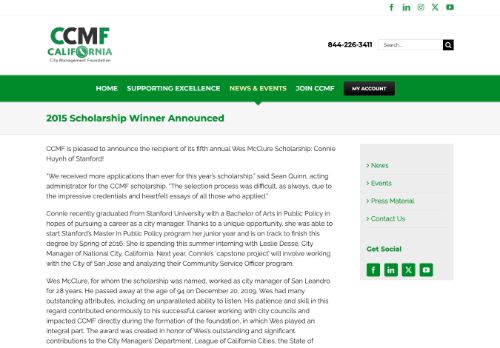 CCMF
CALIFORNIA
City Management Foundation
844-226-3411
Search...
HOME SUPPORTING EXCELLENCE NEWS & EVENTS JOIN CCMF MY ACCOUNT
2015 Scholarship Winner Announced
CCMF is pleased to announce the recipient of its fifth annual Wes McClure Scholarship: Connie
Huynh of Stanford!
"We received more applications than ever for this year's scholarship," said Sean Quinn, acting
administrator for the CCMF scholarship. "The selection process was difficult, as always, due to
the impressive credentials and heartfelt essays of all those who applied."
Connie recently graduated from Stanford University with a Bachelor of Arts in Public Policy in
hopes of pursuing a career as a city manager. Thanks to a unique opportunity, she was able to
start Stanford's Master in Public Policy program her junior year and is on track to finish this
degree by Spring of 2016. She is spending this summer interning with Leslie Desse, City
Manager of National City, California. Next year, Connie's 'capstone project' will involve working
with the City of San Jose and analyzing their Community Service Officer program.
Wes McClure, for whom the scholarship was named, worked as city manager of San Leandro
for 28 years. He passed away at the age of 94 on December 20, 2009. Wes had many
outstanding attributes, including an unparalleled ability to listen. His patience and skill in this
regard contributed enormously to his successful career working with city councils and
impacted CCMF directly during the formation of the foundation, in which Wes played an
integral part. The award was created in honor of Wes's outstanding and significant
contributions to the City Managers' Department, League of California Cities, the State of
> News
> Events
> Press Material
> Contact Us
Get Social